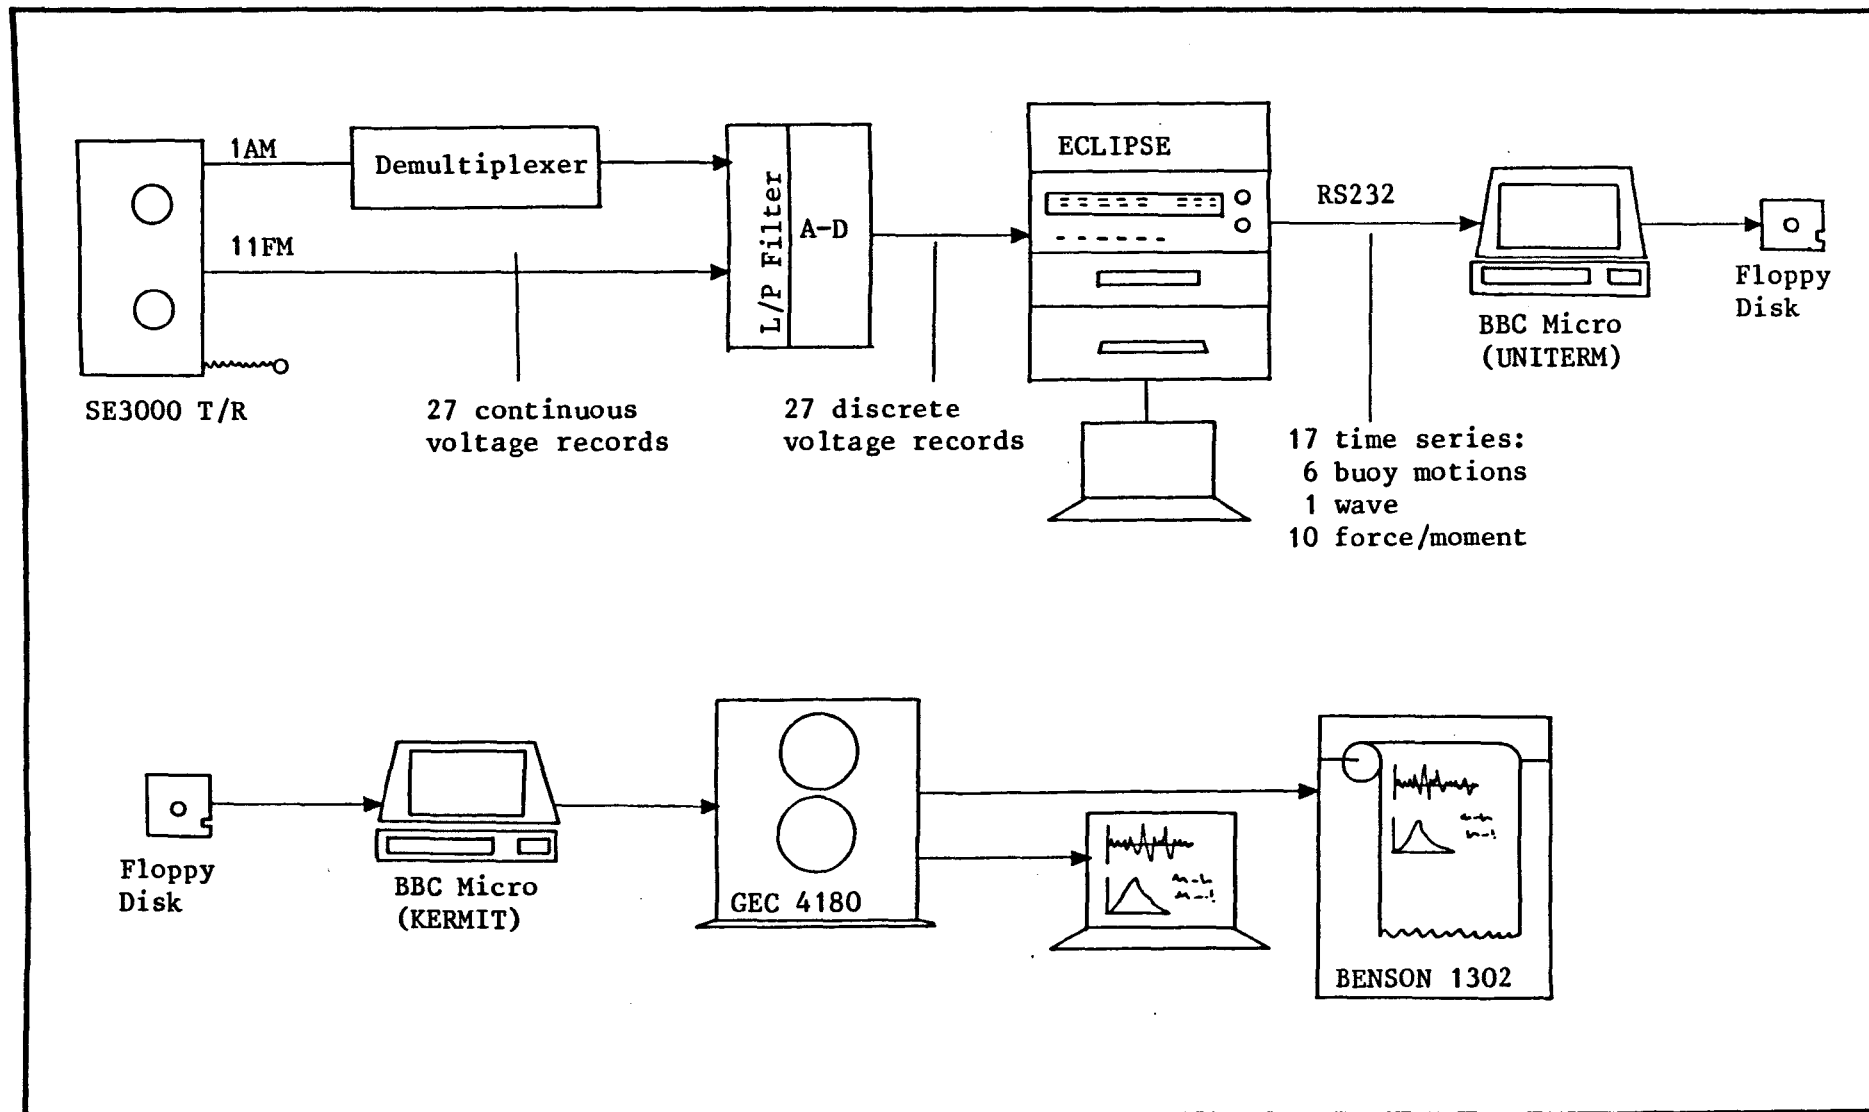 1AM
Demultiplexer
11FM
L/P Filter
A-D
ECLIPSE
RS232
SE3000 T/R
27 continuous
voltage records
27 discrete
voltage records
17 time series:
6 buoy motions
1 wave
10 force/moment
BBC Micro
(UNITERM)
Floppy
Disk
Floppy
Disk
BBC Micro
(KERMIT)
GEC 4180
BENSON 1302